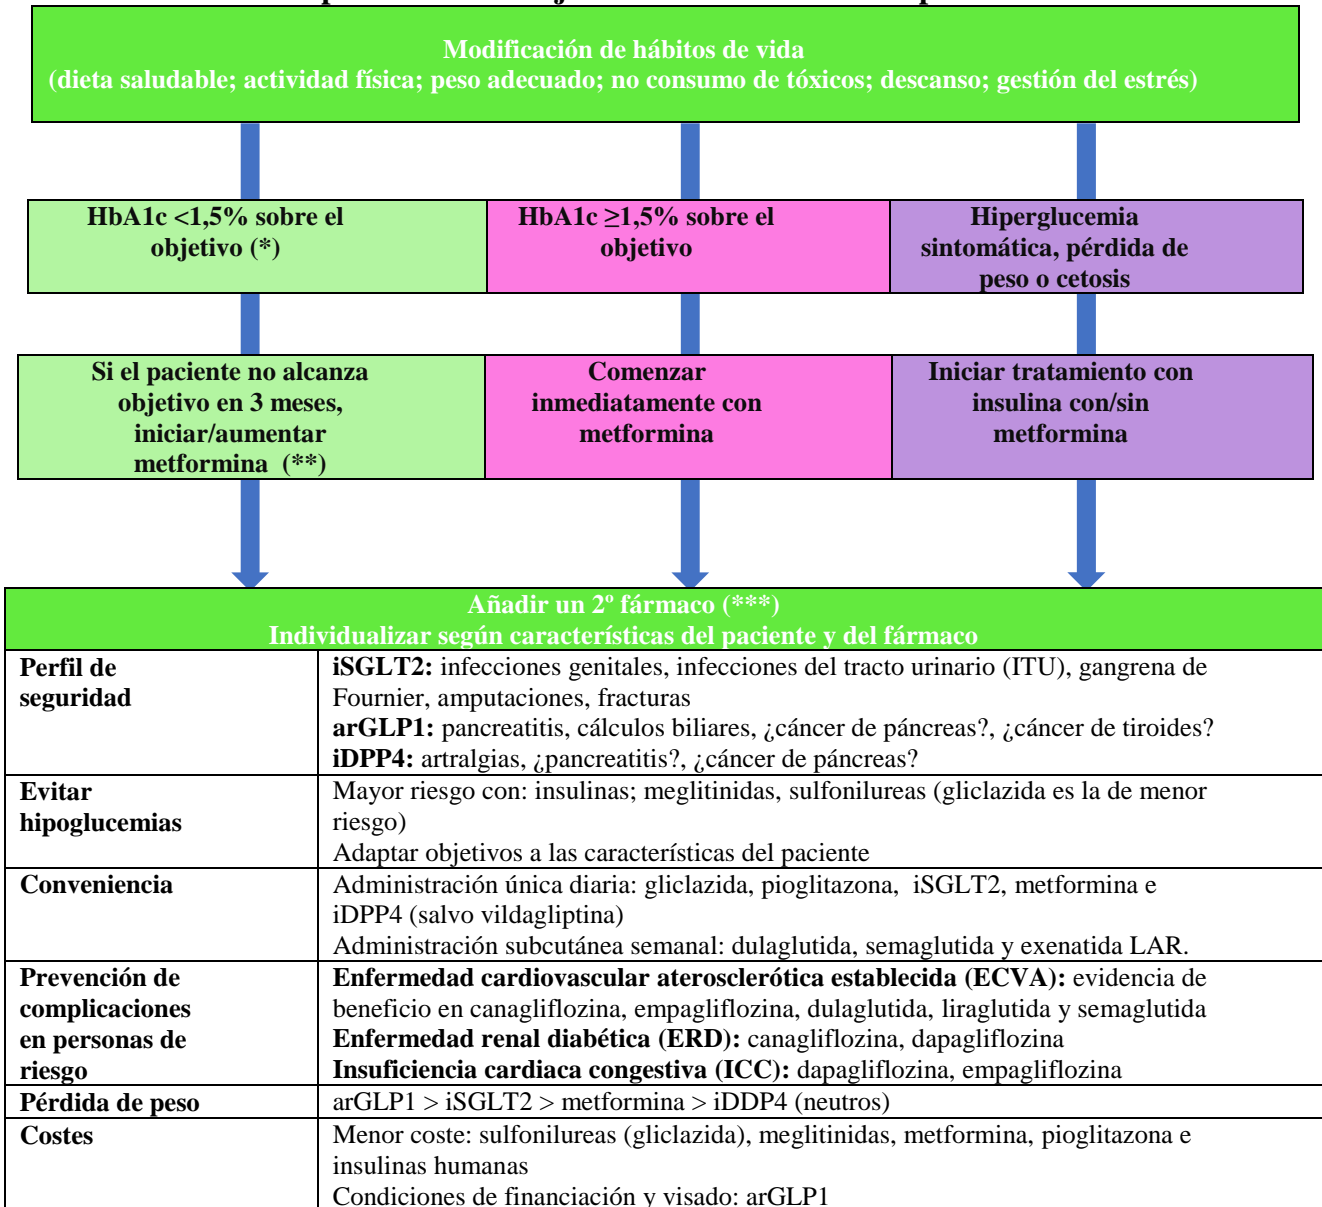 Modificación de hábitos de vida
(dieta saludable; actividad física; peso adecuado; no consumo de tóxicos; descanso; gestión del estrés)
HbA1c <1,5% sobre el
objetivo (*)
HbA1c ≥1,5% sobre el
objetivo
Hiperglucemia
sintomática, pérdida de
peso o cetosis
Si el paciente no alcanza
objetivo en 3 meses,
iniciar/aumentar
metformina (**)
Comenzar
inmediatamente con
metformina
Iniciar tratamiento con
insulina con/sin
metformina
Añadir un 2º fármaco (***)
Individualizar según características del paciente y del fármaco
Perfil de
seguridad
iSGLT2: infecciones genitales, infecciones del tracto urinario (ITU), gangrena de
Fournier, amputaciones, fracturas
arGLP1: pancreatitis, cálculos biliares, ¿cáncer de páncreas?, ¿cáncer de tiroides?
iDPP4: artralgias, ¿pancreatitis?, ¿cáncer de páncreas?
Evitar
hipoglucemias
Mayor riesgo con: insulinas; meglitinidas, sulfonilureas (gliclazida es la de menor
riesgo)
Adaptar objetivos a las características del paciente
Conveniencia
Administración única diaria: gliclazida, pioglitazona, iSGLT2, metformina e
iDPP4 (salvo vildagliptina)
Administración subcutánea semanal: dulaglutida, semaglutida y exenatida LAR.
Prevención de
complicaciones
en personas de
riesgo
Enfermedad cardiovascular aterosclerótica establecida (ECVA): evidencia de
beneficio en canagliflozina, empagliflozina, dulaglutida, liraglutida y semaglutida
Enfermedad renal diabética (ERD): canagliflozina, dapagliflozina
Insuficiencia cardiaca congestiva (ICC): dapagliflozina, empagliflozina
Pérdida de peso
arGLP1 > iSGLT2 > metformina > iDDP4 (neutros)
Costes
Menor coste: sulfonilureas (gliclazida), meglitinidas, metformina, pioglitazona e
insulinas humanas
Condiciones de financiación y visado: arGLP1